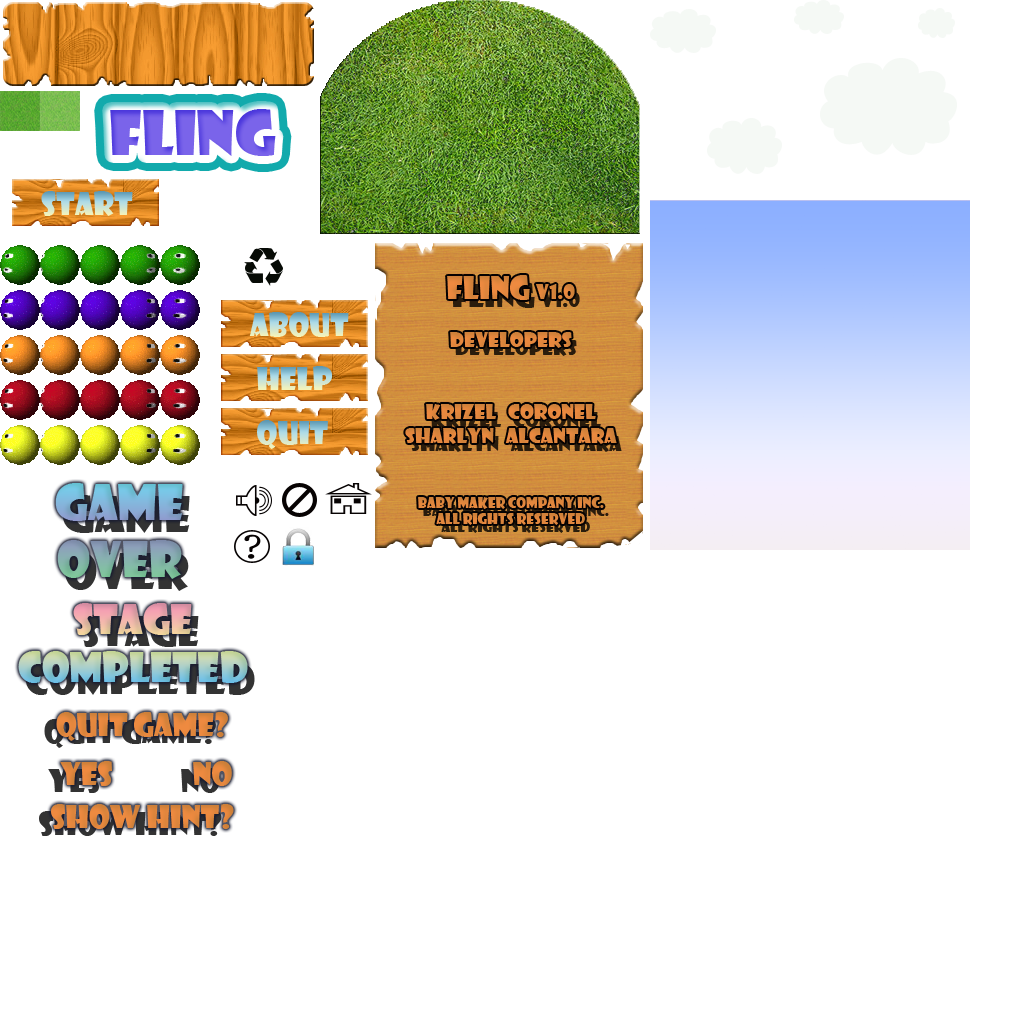 FLING
START
ABOUT
HELP
QUIT
FLING V1.0
DEVELOPERS
KRIZEL CORONEL
SHARLYN ALCANTARA
BABY MAKER COMPANY INC.
ALL RIGHTS RESERVED
?
GAME
OVER
STAGE
COMPLETED
QUIT GAME?
YES NO
SHOW HINT?